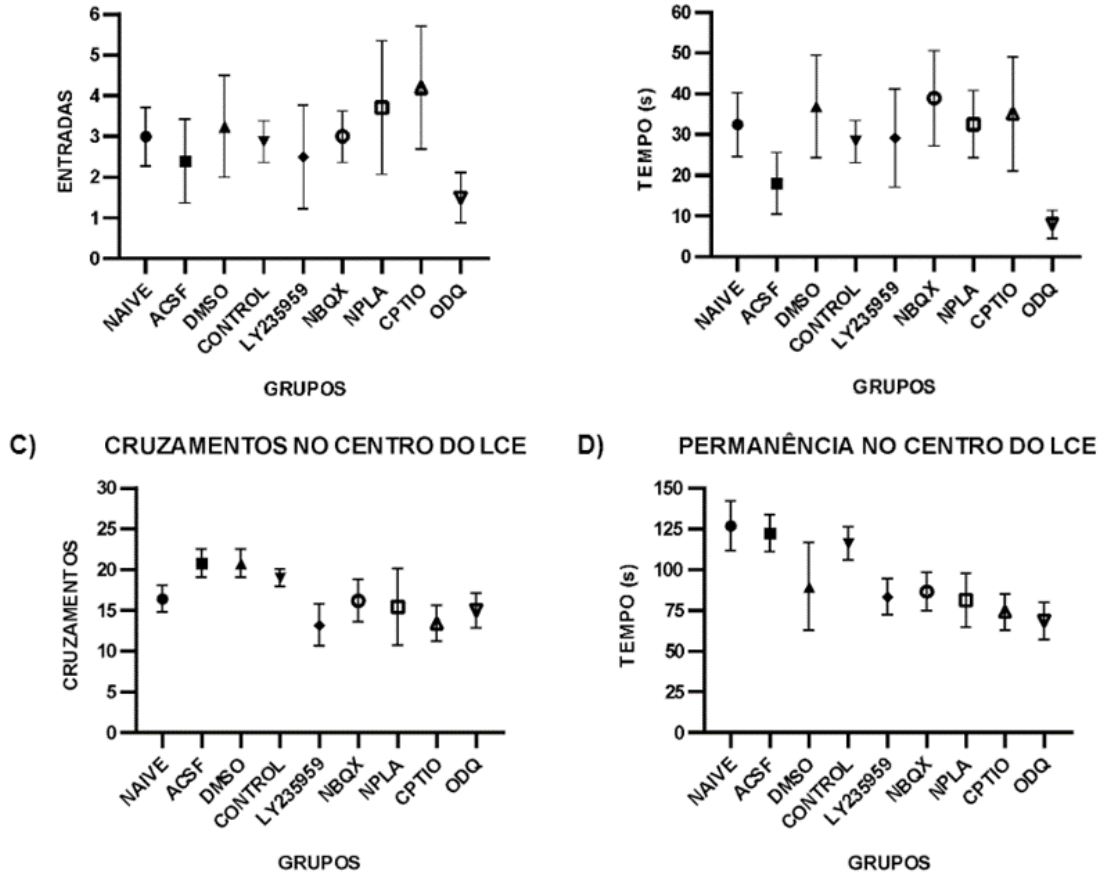 6
5
4
3
2
1
0
ENTRADAS
NAIVE
ACSF
DMSO
CONTROL
LY235959
NBQX
NPLA
CPTIO
ODQ
GRUPOS
60
50
40
30
20
10
0
TEMPO (s)
NAIVE
ACSF
DMSO
CONTROL
LY235959
NBQX
NPLA
CPTIO
ODQ
GRUPOS
C) CRUZAMENTOS NO CENTRO DO LCE
30
25
20
15
10
5
0
CRUZAMENTOS
NAIVE
ACSF
DMSO
CONTROL
LY235959
NBQX
NPLA
CPTIO
ODQ
GRUPOS
D) PERMANÊNCIA NO CENTRO DO LCE
150
125
100
75
50
25
0
TEMPO (s)
NAIVE
ACSF
DMSO
CONTROL
LY235959
NBQX
NPLA
CPTIO
ODQ
GRUPOS